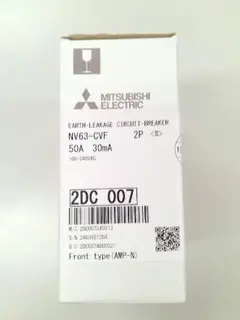 MITSUBISHI
ELECTRIC
EARTH-LEAKAGE CIRCUIT-BREAKER
NV63-CVF 2P
50A 30mA
2DC 007
Front type(AMP-N)